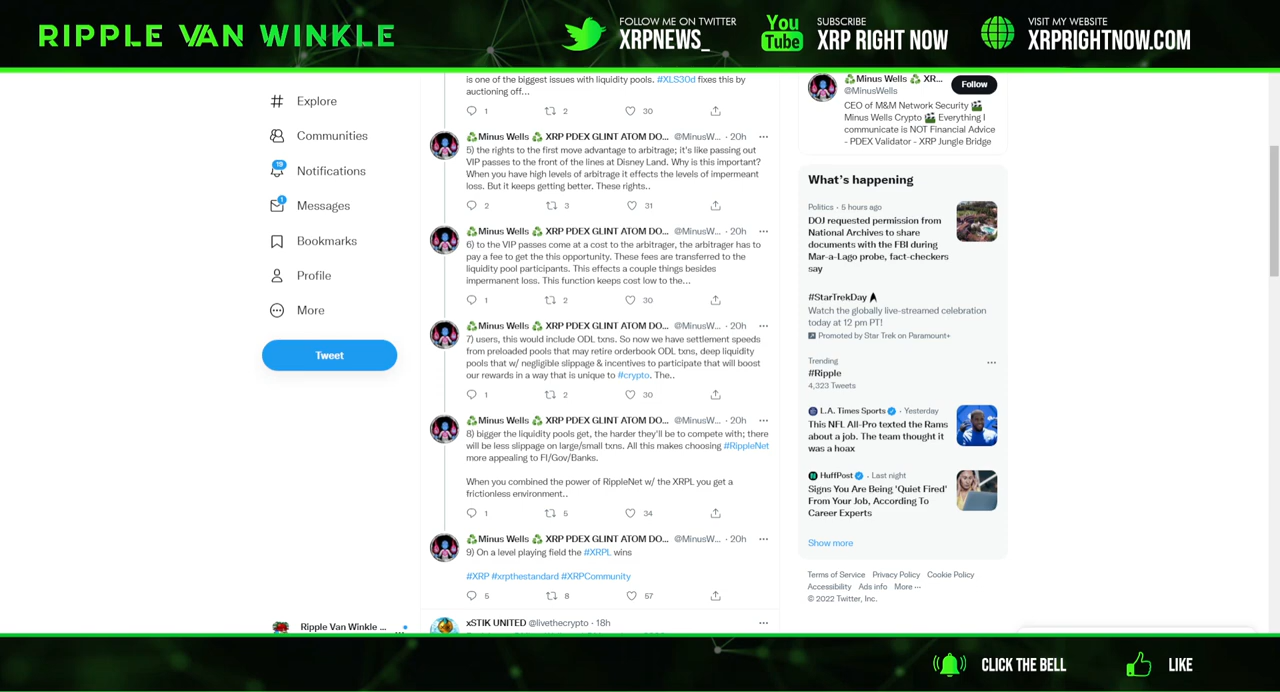 RIPPLE VAN WINKLE
FOLLOW ME ON TWITTER
XRPNEWS_
You
Tube
SUBSCRIBE
XRP RIGHT NOW
VISIT MY WEBSITE
XRPRIGHTNOW.COM
Explore
Communities
19
Notifications
1
Messages
Bookmarks
Profile
More
Tweet
Ripple Van Winkle ...
is one of the biggest issues with liquidity pools. #XLS30d fixes this by
auctioning off...
1 2 30
Minus Wells XRP PDEX GLINT ATOM DO... @MinusW... · 20h
5) the rights to the first move advantage to arbitrage; it's like passing out
VIP passes to the front of the lines at Disney Land. Why is this important?
When you have high levels of arbitrage it effects the levels of impermeant
loss. But it keeps getting better. These rights..
2 3 31
Minus Wells XRP PDEX GLINT ATOM DO... @MinusW... · 20h
6) to the VIP passes come at a cost to the arbitrager, the arbitrager has to
pay a fee to get the this opportunity. These fees are transferred to the
liquidity pool participants. This effects a couple things besides
impermanent loss. This function keeps cost low to the...
1 2 30
Minus Wells XRP PDEX GLINT ATOM DO... @MinusW... · 20h
7) users, this would include ODL txns. So now we have settlement speeds
from preloaded pools that may retire orderbook ODL txns, deep liquidity
pools that w/ negligible slippage & incentives to participate that will boost
our rewards in a way that is unique to #crypto. The..
1 2 30
Minus Wells XRP PDEX GLINT ATOM DO... @MinusW... · 20h
8) bigger the liquidity pools get, the harder they'll be to compete with; there
will be less slippage on large/small txns. All this makes choosing #RippleNet
more appealing to FI/Gov/Banks.
When you combined the power of RippleNet w/ the XRPL you get a
frictionless environment..
1 5 34
Minus Wells XRP PDEX GLINT ATOM DO... @MinusW... · 20h
9) On a level playing field the #XRPL wins
#XRP #xrpthestandard #XRPCommunity
5 8 57
xSTIK UNITED @livethecrypto · 18h
Minus Wells XR...
@MinusWells
Follow
CEO of M&M Network Security
Minus Wells Crypto Everything I
communicate is NOT Financial Advice
- PDEX Validator - XRP Jungle Bridge
What's happening
Politics · 5 hours ago
DOJ requested permission from
National Archives to share
documents with the FBI during
Mar-a-Lago probe, fact-checkers
say
#StarTrekDay
Watch the globally live-streamed celebration
today at 12 pm PT!
Promoted by Star Trek on Paramount+
Trending
#Ripple
4,323 Tweets
L.A. Times Sports · Yesterday
This NFL All-Pro texted the Rams
about a job. The team thought it
was a hoax
HuffPost · Last night
Signs You Are Being 'Quiet Fired'
From Your Job, According To
Career Experts
Show more
Terms of Service Privacy Policy Cookie Policy
Accessibility Ads info More ···
© 2022 Twitter, Inc.
CLICK THE BELL
LIKE